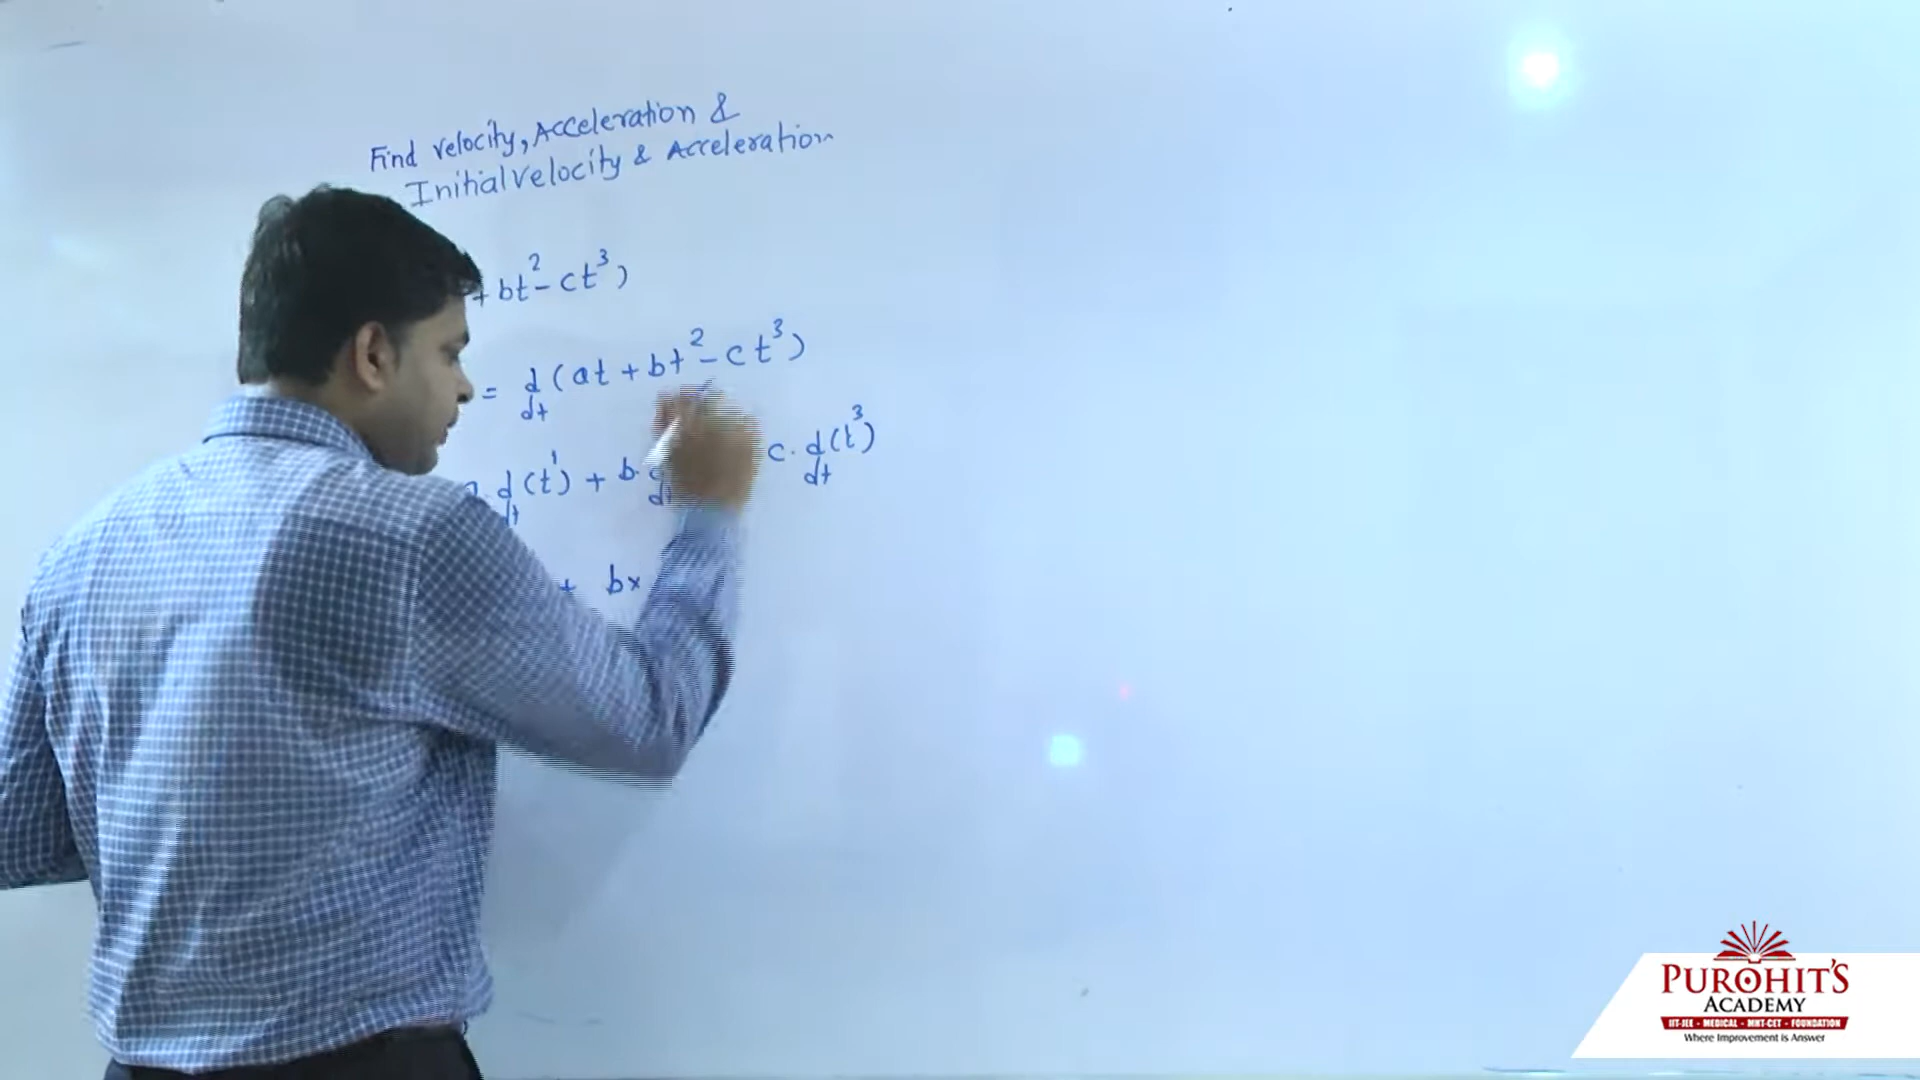 Find velocity, Acceleration &
Initial velocity & Acceleration
+ bt² - ct³)
= d/dt (at + bt² - ct³)
d/dt (t¹) + b. c. d/dt (t³)
+ bx
PUROHIT'S
ACADEMY
IIT-JEE • MEDICAL • MHT-CET • FOUNDATION
Where Improvement is Answer